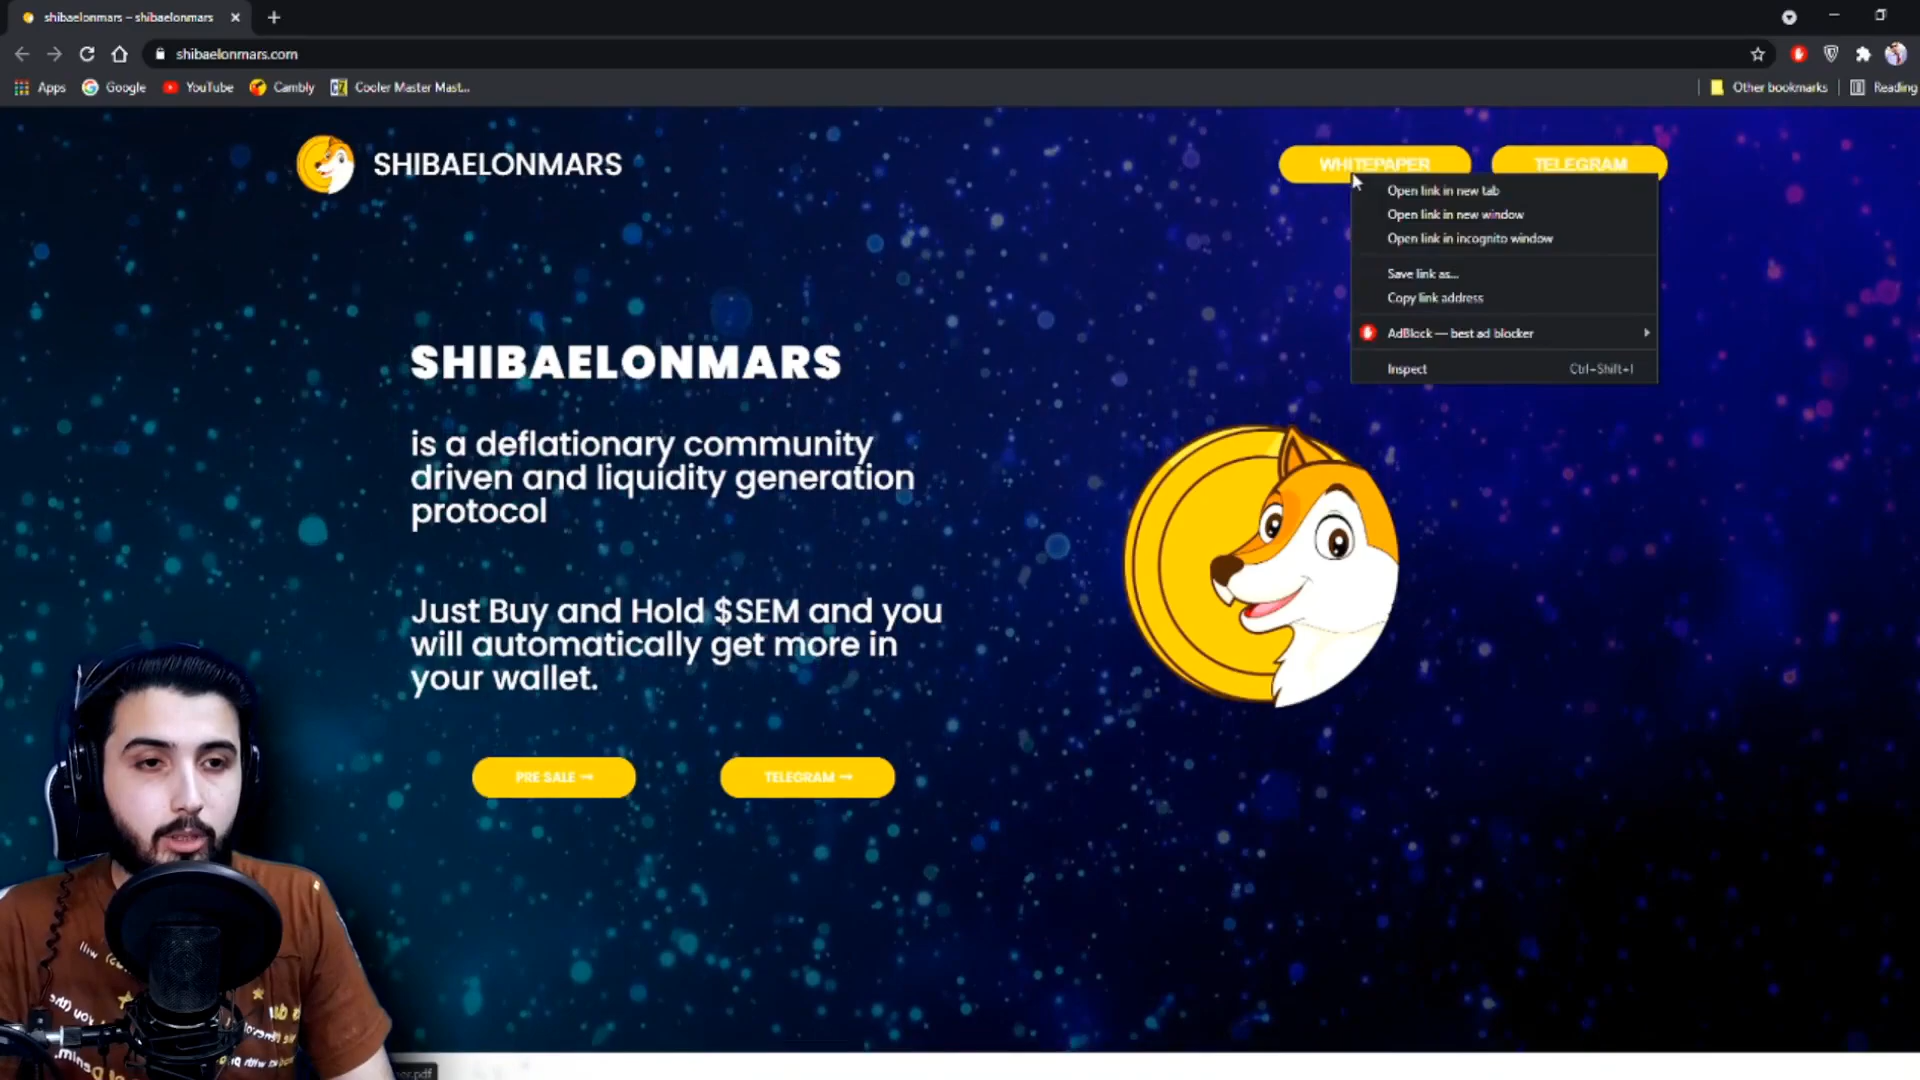 shibaelonmars – shibaelonmars
shibaelonmars.com
Apps
Google
YouTube
Cambly
Cooler Master Mast...
Other bookmarks
Reading
SHIBAELONMARS
WHITEPAPER
TELEGRAM
Open link in new tab
Open link in new window
Open link in incognito window
Save link as...
Copy link address
AdBlock — best ad blocker
Inspect Ctrl+Shift+I
SHIBAELONMARS
is a deflationary community
driven and liquidity generation
protocol
Just Buy and Hold $SEM and you
will automatically get more in
your wallet.
PRE SALE →
TELEGRAM →